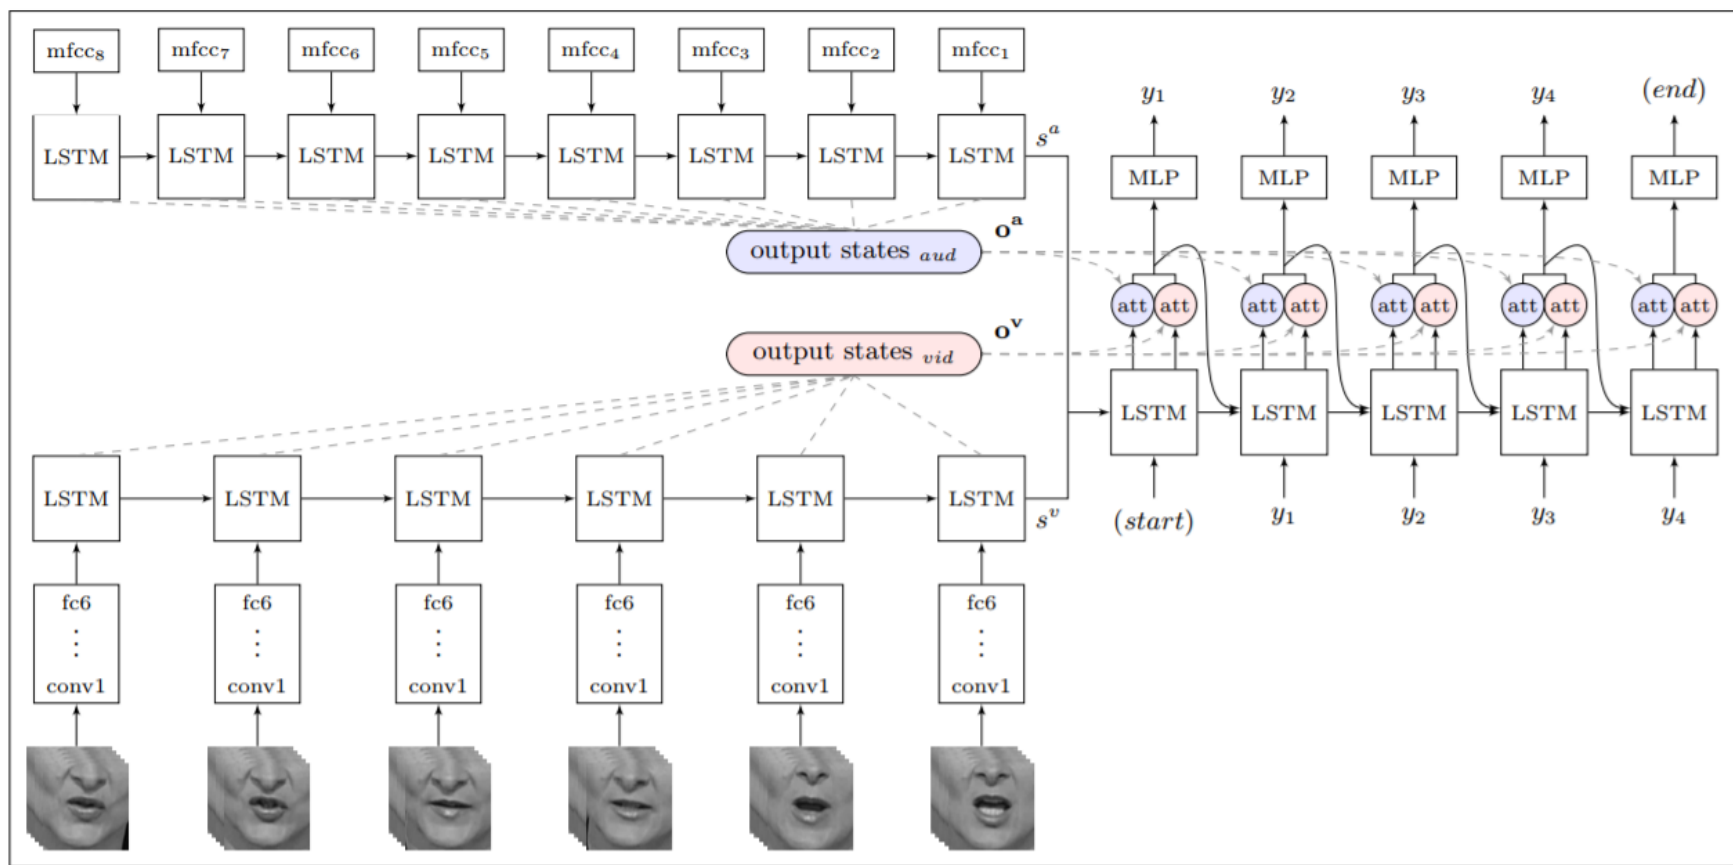 mfcc₈ mfcc₇ mfcc₆ mfcc₅ mfcc₄ mfcc₃ mfcc₂ mfcc₁
y₁ y₂ y₃ y₄ (end)
LSTM LSTM LSTM LSTM LSTM LSTM LSTM LSTM sᵃ
MLP MLP MLP MLP MLP
output states aud oᵃ
att att att att att att att att att att
output states vid oᵛ
LSTM LSTM LSTM LSTM LSTM
LSTM LSTM LSTM LSTM LSTM LSTM sᵛ
(start) y₁ y₂ y₃ y₄
fc6 fc6 fc6 fc6 fc6 fc6
⋮ ⋮ ⋮ ⋮ ⋮ ⋮
conv1 conv1 conv1 conv1 conv1 conv1